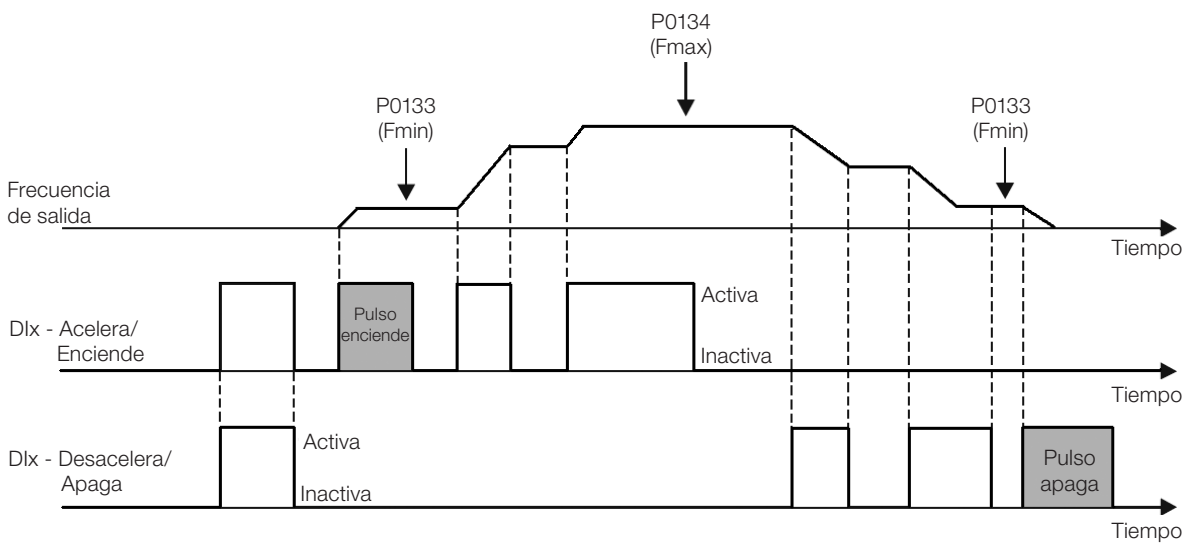 P0134
(Fmax)
P0133
(Fmin)
P0133
(Fmin)
Frecuencia
de salida
Tiempo
DIx - Acelera/
Enciende
Pulso
enciende
Activa
Inactiva
Tiempo
DIx - Desacelera/
Apaga
Activa
Inactiva
Pulso
apaga
Tiempo